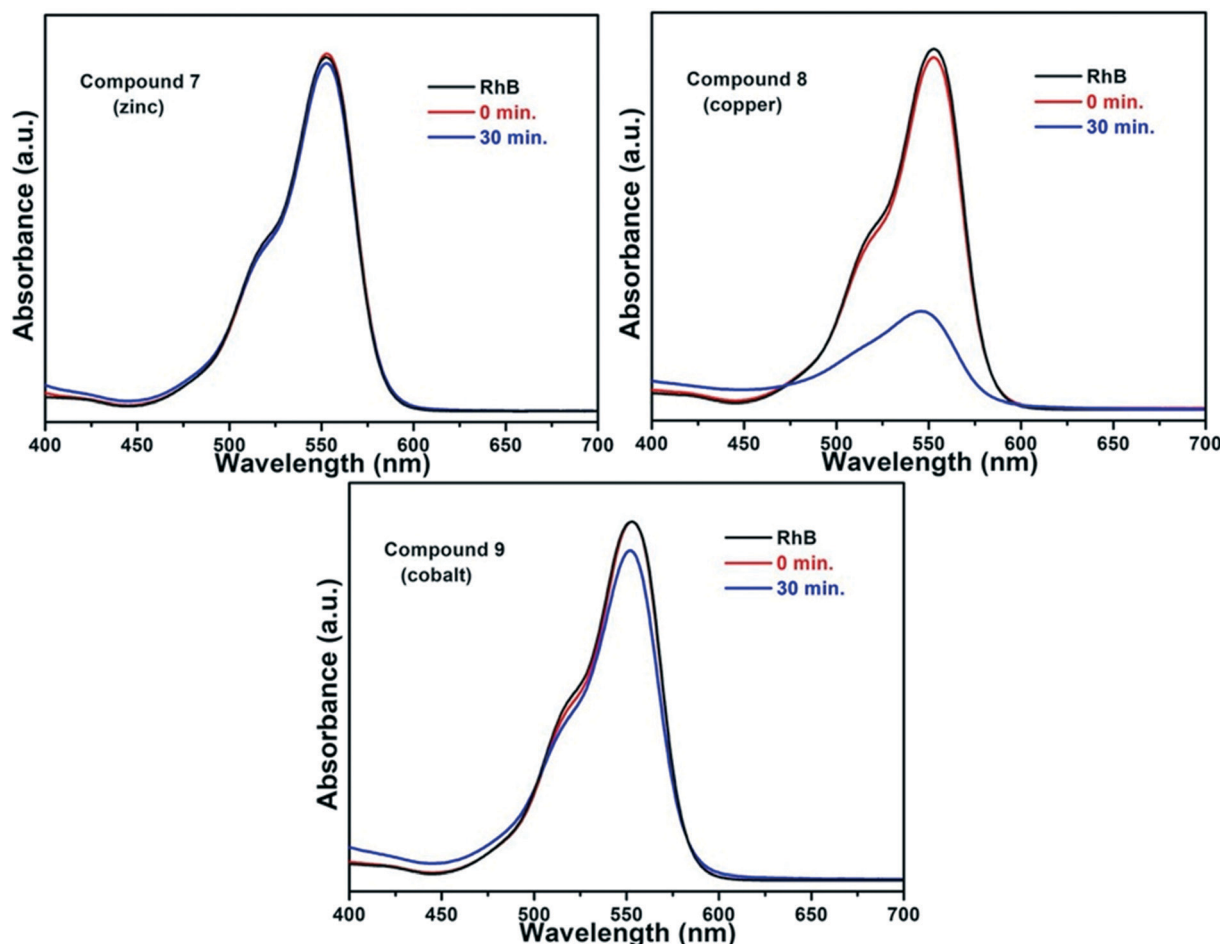 Compound 7
(zinc)
RhB
0 min.
30 min.
Absorbance (a.u.)
400 450 500 550 600 650 700
Wavelength (nm)
Compound 8
(copper)
RhB
0 min.
30 min.
Absorbance (a.u.)
400 450 500 550 600 650 700
Wavelength (nm)
Compound 9
(cobalt)
RhB
0 min.
30 min.
Absorbance (a.u.)
400 450 500 550 600 650 700
Wavelength (nm)